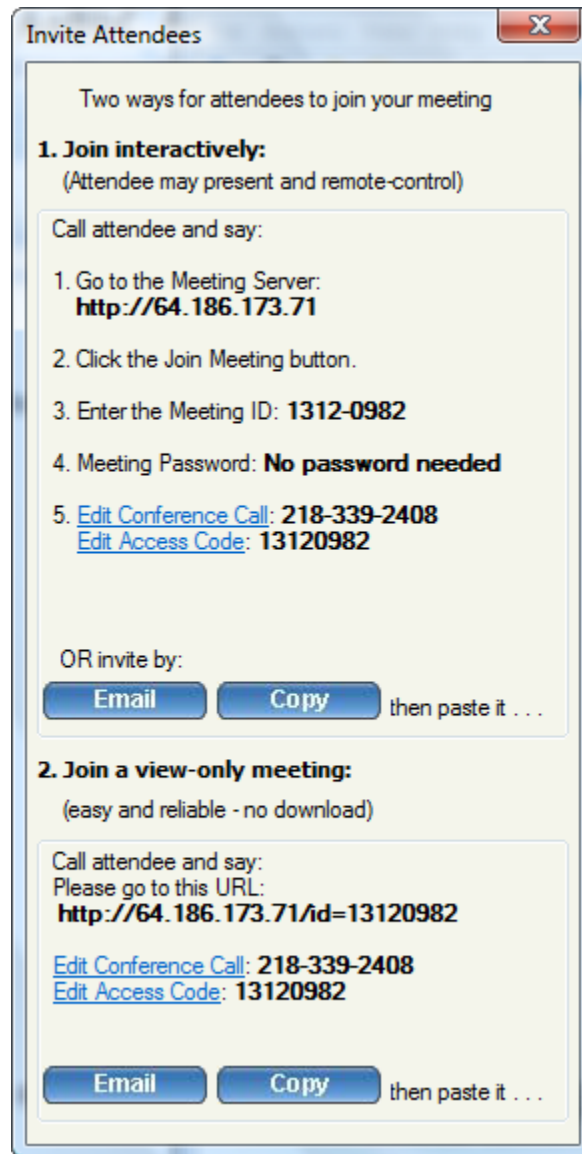 Invite Attendees
X
Two ways for attendees to join your meeting
1. Join interactively:
(Attendee may present and remote-control)
Call attendee and say:
1. Go to the Meeting Server:
http://64.186.173.71
2. Click the Join Meeting button.
3. Enter the Meeting ID: 1312-0982
4. Meeting Password: No password needed
5. Edit Conference Call: 218-339-2408
Edit Access Code: 13120982
OR invite by:
Email Copy then paste it . . .
2. Join a view-only meeting:
(easy and reliable - no download)
Call attendee and say:
Please go to this URL:
http://64.186.173.71/id=13120982
Edit Conference Call: 218-339-2408
Edit Access Code: 13120982
Email Copy then paste it . . .